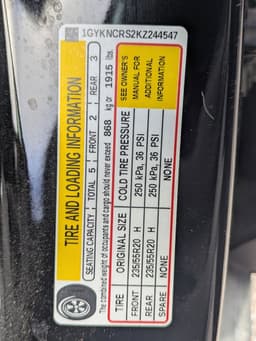 1GYKNCRS2KZ244547
TIRE AND LOADING INFORMATION
SEATING CAPACITY TOTAL 5 FRONT 2 REAR 3
The combined weight of occupants and cargo should never exceed 868 kg or 1915 lbs.
TIRE ORIGINAL SIZE COLD TIRE PRESSURE
FRONT 235/55R20 H 250 kPa, 36 PSI
REAR 235/55R20 H 250 kPa, 36 PSI
SPARE NONE NONE
SEE OWNER'S
MANUAL FOR
ADDITIONAL
INFORMATION